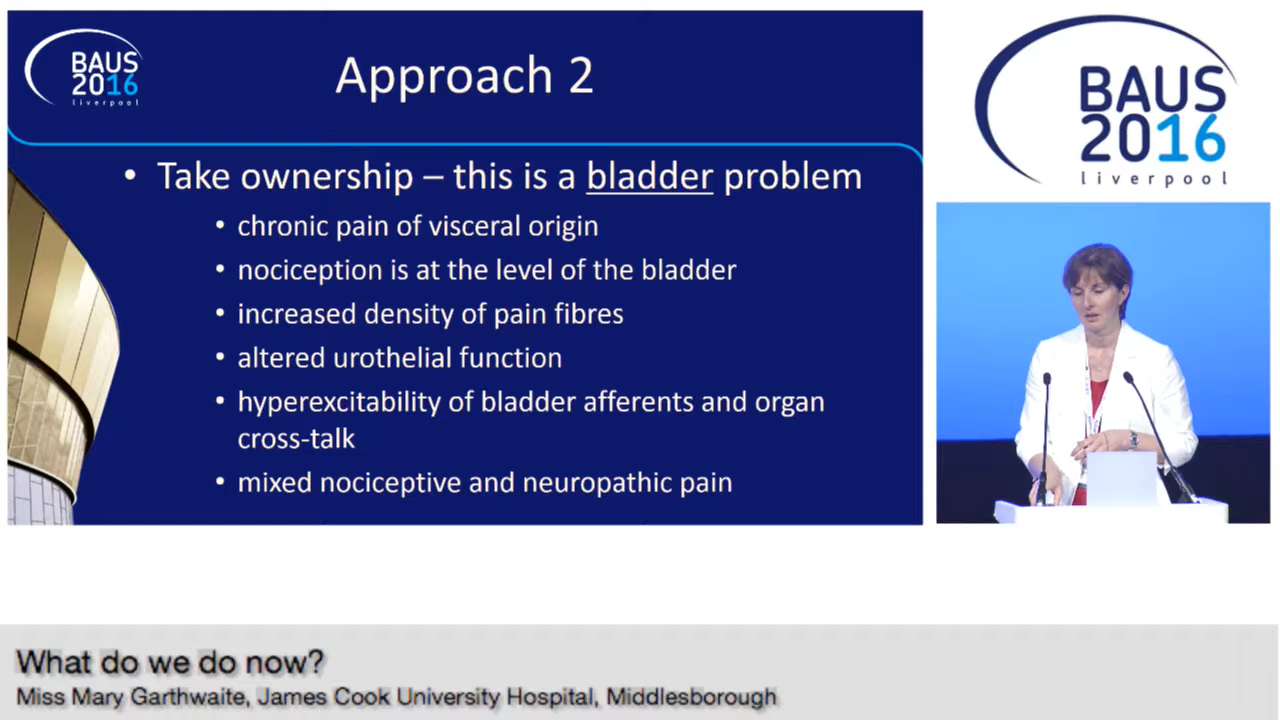 BAUS
2016
liverpool
Approach 2
• Take ownership – this is a bladder problem
• chronic pain of visceral origin
• nociception is at the level of the bladder
• increased density of pain fibres
• altered urothelial function
• hyperexcitability of bladder afferents and organ
cross-talk
• mixed nociceptive and neuropathic pain
BAUS
2016
liverpool
What do we do now?
Miss Mary Garthwaite, James Cook University Hospital, Middlesborough